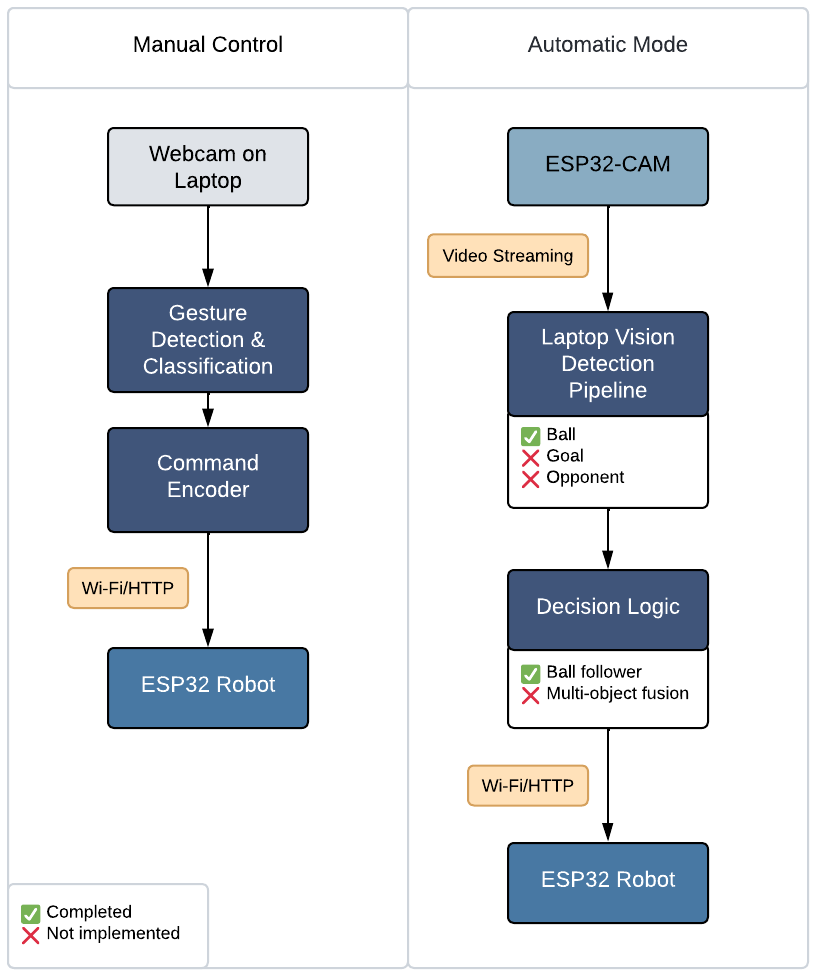 Manual Control
Automatic Mode
Webcam on
Laptop
Gesture
Detection &
Classification
Command
Encoder
Wi-Fi/HTTP
ESP32 Robot
✅ Completed
❌ Not implemented
ESP32-CAM
Video Streaming
Laptop Vision
Detection
Pipeline
✅ Ball
❌ Goal
❌ Opponent
Decision Logic
✅ Ball follower
❌ Multi-object fusion
Wi-Fi/HTTP
ESP32 Robot